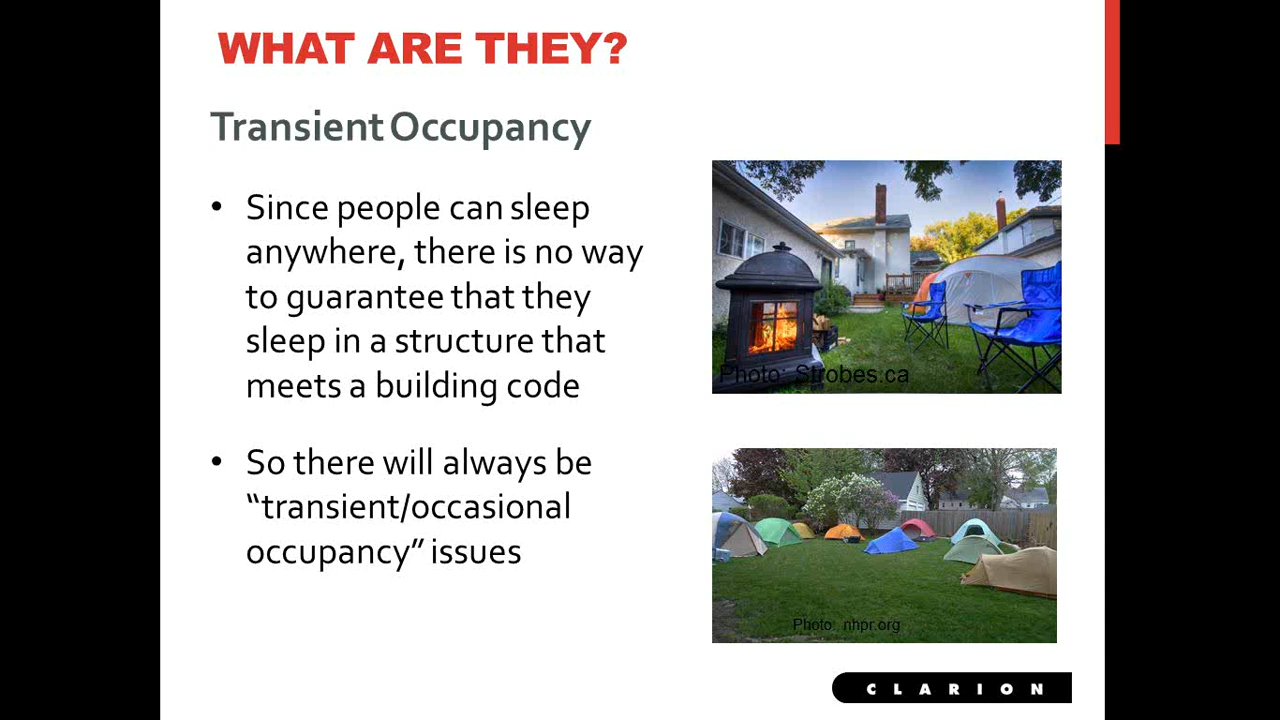 WHAT ARE THEY?
Transient Occupancy
• Since people can sleep
anywhere, there is no way
to guarantee that they
sleep in a structure that
meets a building code
• So there will always be
“transient/occasional
occupancy” issues
Photo: Strobes.ca
Photo: nhpr.org
CLARION